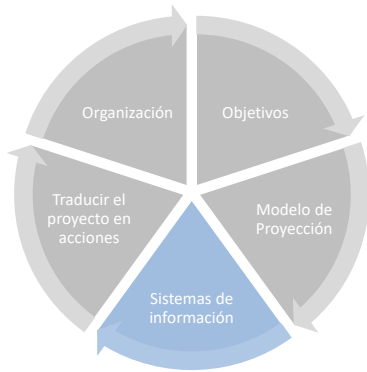 Organización
Objetivos
Modelo de
Proyección
Sistemas de
información
Traducir el
proyecto en
acciones